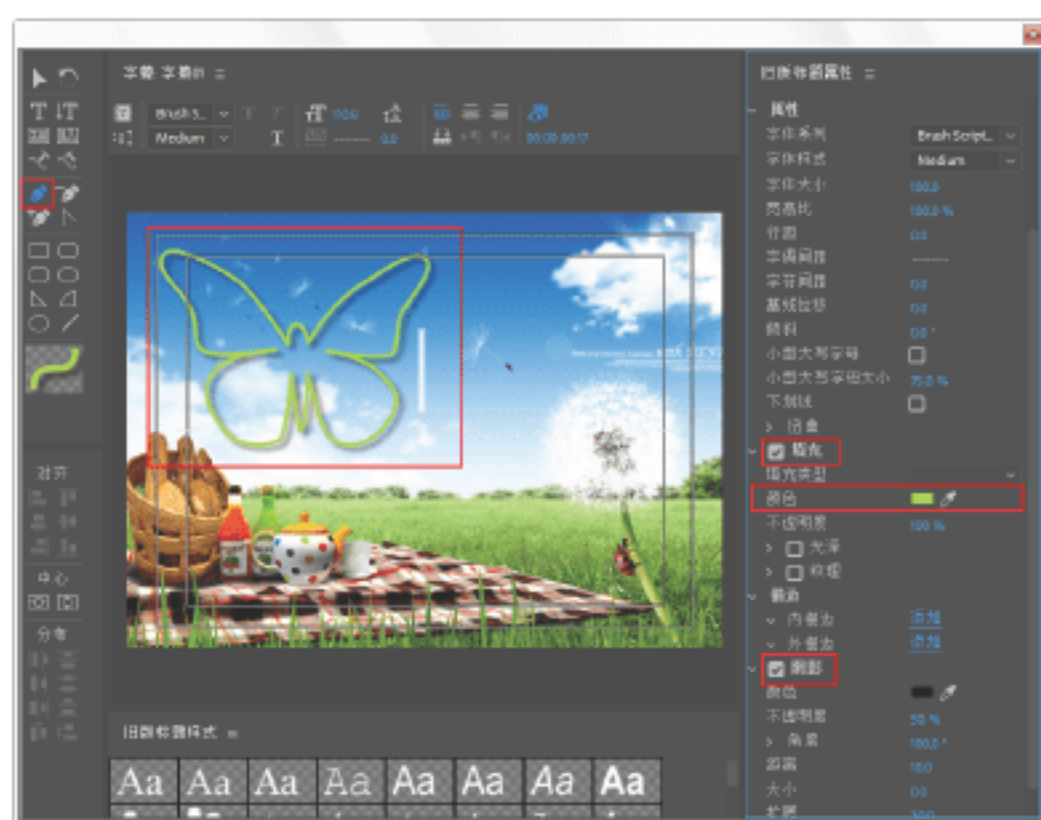 字幕: 字幕01
Brush S...
100.0
Medium
0.0
00:00:00:17
对齐
中心
分布
旧版标题样式
Aa Aa Aa Aa Aa Aa Aa Aa
旧版标题属性
属性
字体系列 Brush Script...
字体样式 Medium
字体大小 100.0
宽高比 100.0 %
行距 0.0
字偶间距
字符间距 0.0
基线位移 0.0
倾斜 0.0 °
小型大写字母
小型大写字母大小 75.0 %
下划线
扭曲
填充
填充类型
颜色
不透明度 100 %
光泽
纹理
描边
内描边 添加
外描边 添加
阴影
颜色
不透明度 50 %
角度
距离 10.0
大小 0.0
扩展